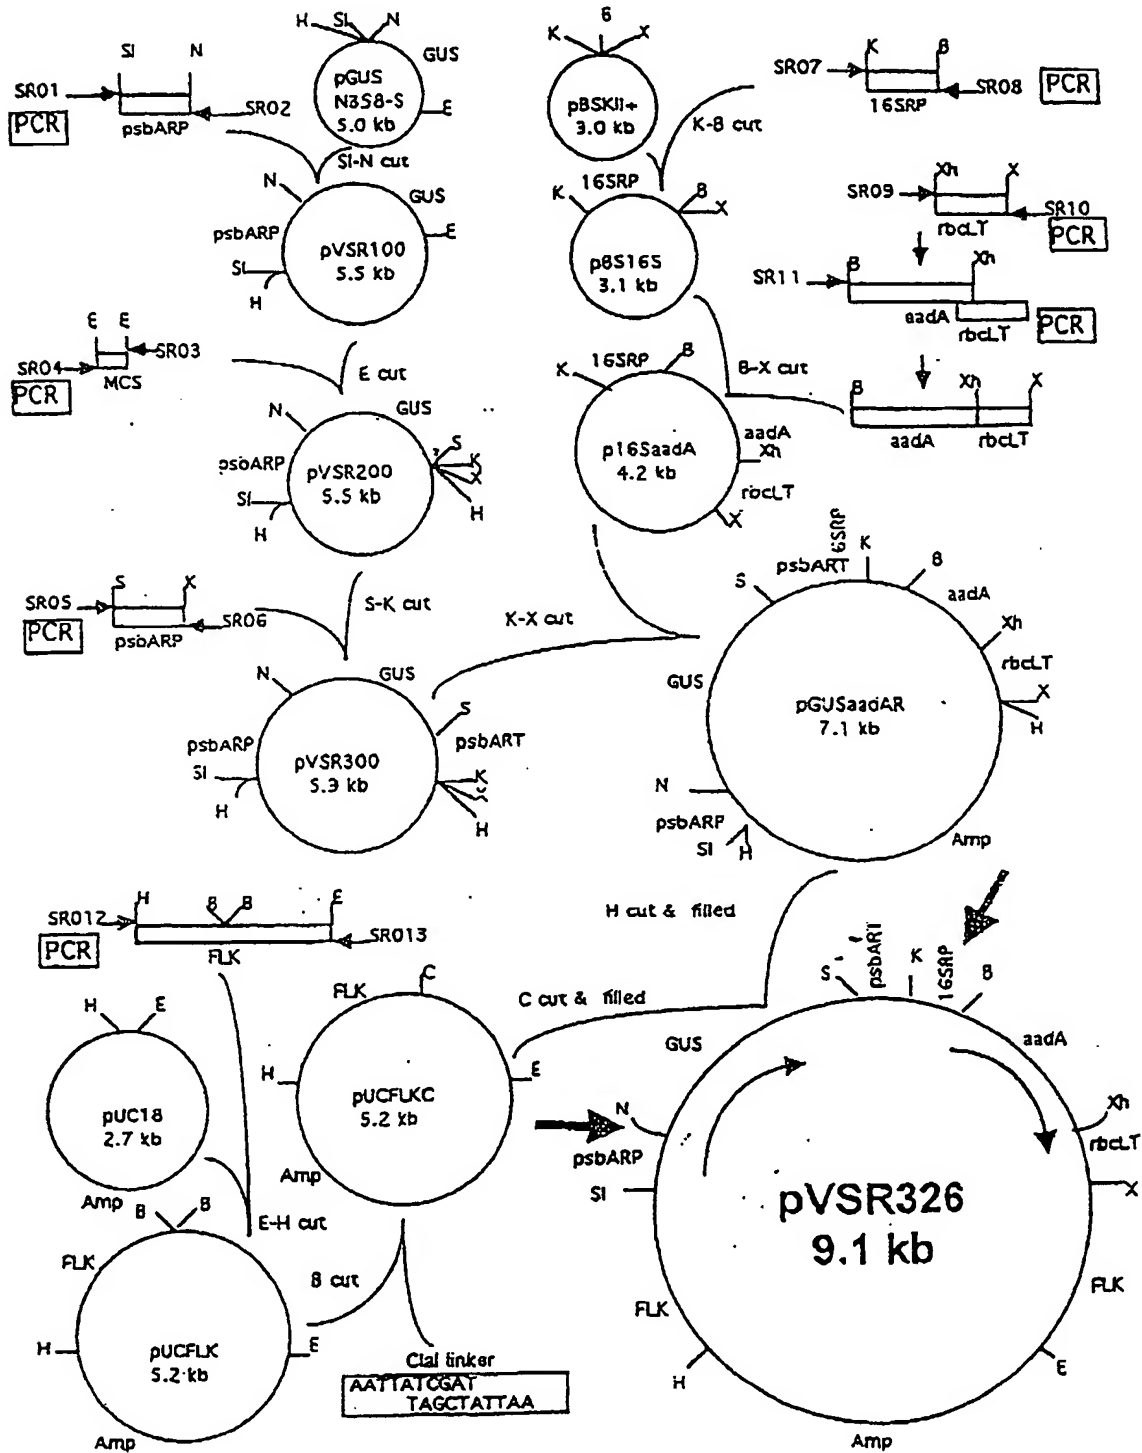 H SI N
GUS
pGUS
N358-S
5.0 kb
E
SI N
SR01
SR02
psbARP
PCR
SI-N cut
K B X
pBSKII+
3.0 kb
K B
SR07
SR08
16SRP
PCR
K-B cut
N
GUS
psbARP
E
pVSR100
5.5 kb
SI
H
16SRP
K B
X
pBS16S
3.1 kb
Xh X
SR09
SR10
rbcLT
PCR
B Xh
SR11
aadA
rbcLT
PCR
E E
SR03
SR04
MCS
PCR
E cut
16SRP
K B
B-X cut
B Xh X
aadA rbcLT
N
GUS
psbARP
pVSR200
5.5 kb
S
K
X
H
SI
H
p16SaadA
4.2 kb
aadA
Xh
rbcLT
X
S X
SR05
SR06
psbARP
PCR
S-K cut
K-X cut
psbART
16SRP
K
S
B
aadA
Xh
rbcLT
GUS
X
H
pGUSaadAR
7.1 kb
N
psbARP
SI H
Amp
N
GUS
S
psbARP
psbART
pVSR300
5.9 kb
SI
H
K
X
H
H B B E
SR012
SR013
FLK
PCR
H cut & filled
C cut & filled
H E
pUC18
2.7 kb
Amp
E-H cut
FLK
C
H
E
pUCFLKC
5.2 kb
Amp
B B
FLK
H
E
pUCFLK
5.2 kb
Amp
B cut
ClaI linker
AATTATCGAT
TAGCTATTAA
S
psbART
K
16SRP
B
GUS
aadA
N
Xh
psbARP
rbcLT
SI
X
pVSR326
9.1 kb
FLK
FLK
H
E
Amp